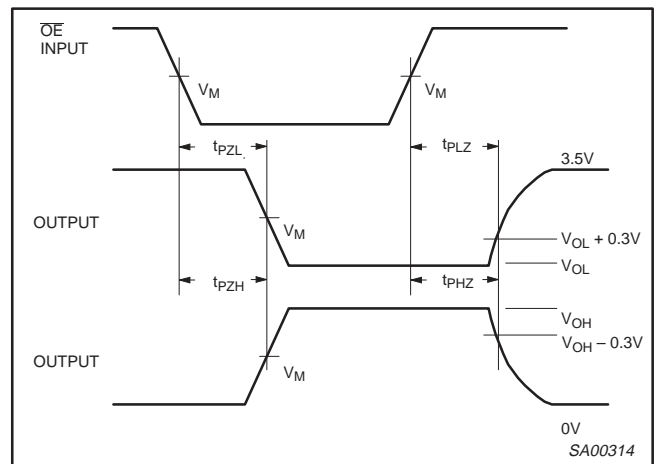 OE
INPUT
VM
VM
tPZL
tPLZ
3.5V
OUTPUT
VM
VOL + 0.3V
VOL
tPZH
tPHZ
VOH
VOH – 0.3V
OUTPUT
VM
0V
SA00314